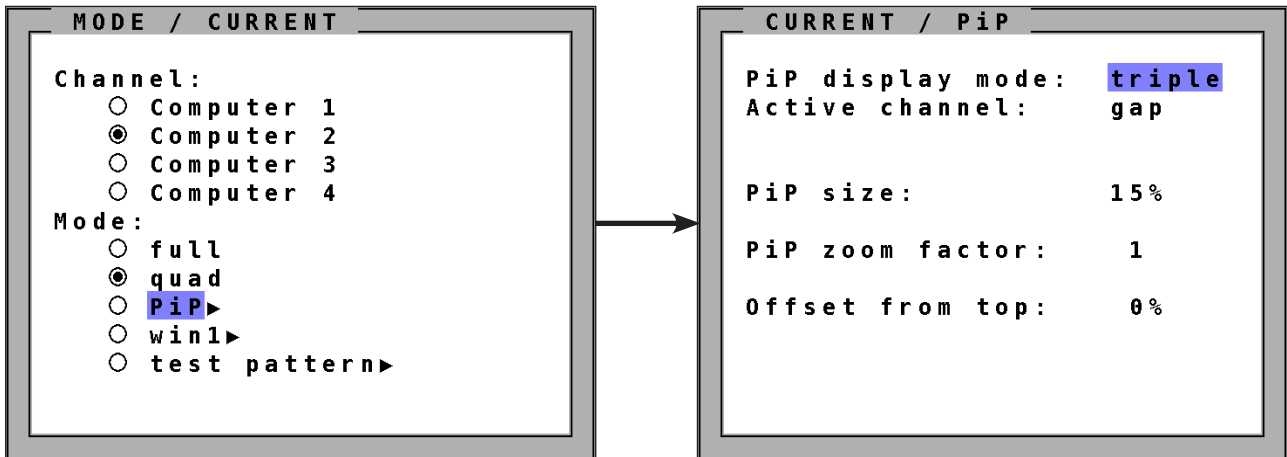 MODE / CURRENT
Channel:
Computer 1
Computer 2
Computer 3
Computer 4
Mode:
full
quad
PiP▶
win1▶
test pattern▶
CURRENT / PiP
PiP display mode: triple
Active channel: gap
PiP size: 15%
PiP zoom factor: 1
Offset from top: 0%